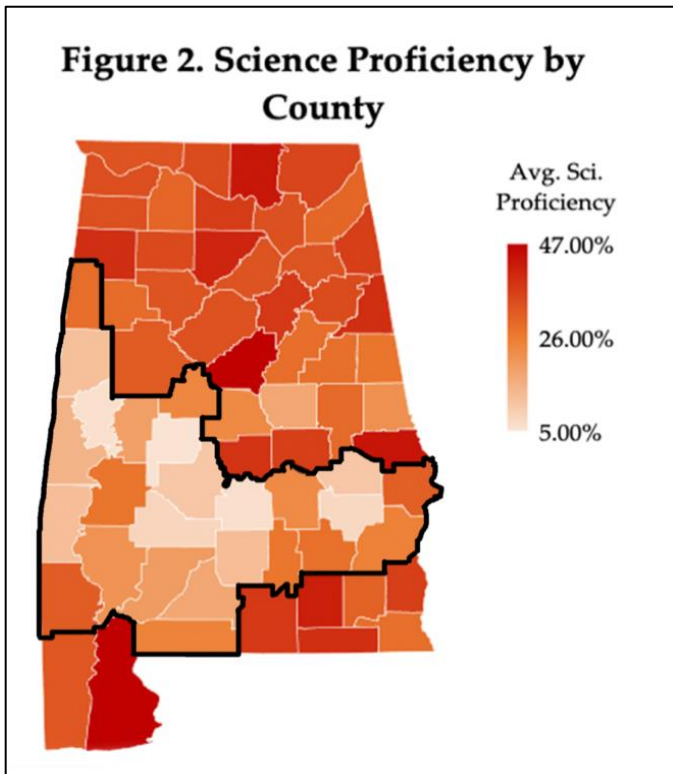 Figure 2. Science Proficiency by
County
Avg. Sci.
Proficiency
47.00%
26.00%
5.00%